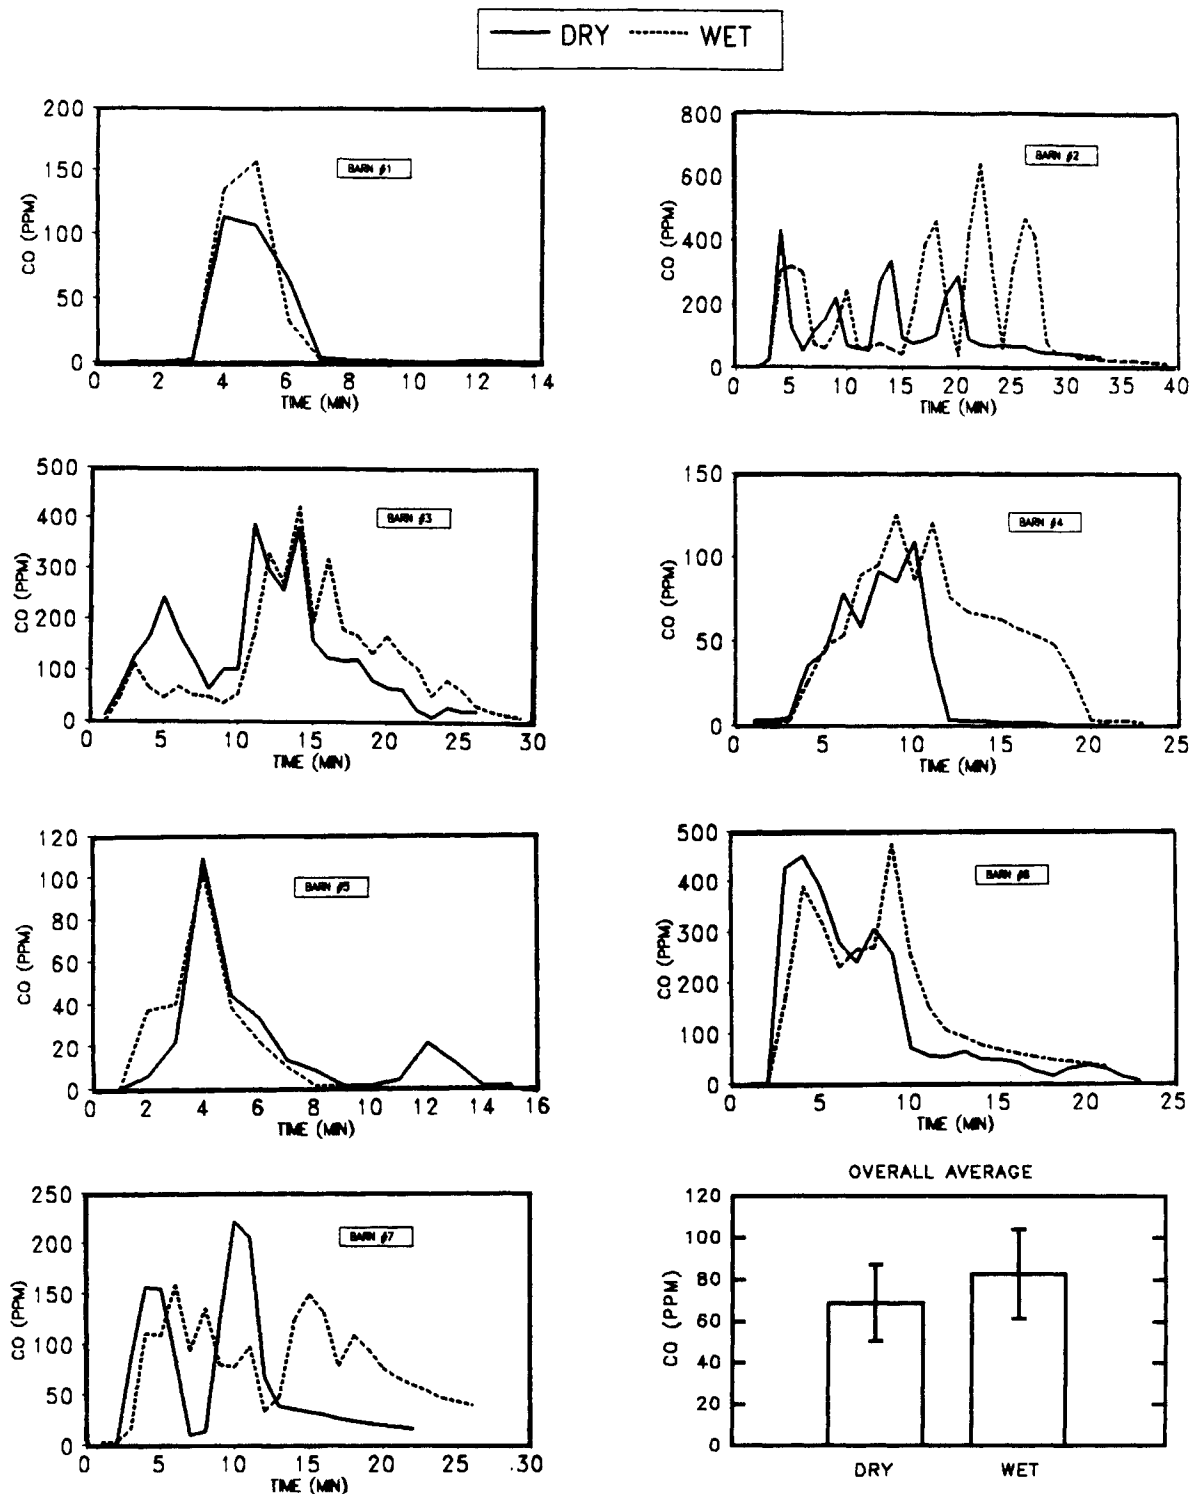 DRY WET
200
150
100
50
0
0 2 4 6 8 10 12 14
CO (PPM)
TIME (MIN)
BARN #1
800
600
400
200
0
0 5 10 15 20 25 30 35 40
CO (PPM)
TIME (MIN)
BARN #2
500
400
300
200
100
0
0 5 10 15 20 25 30
CO (PPM)
TIME (MIN)
BARN #3
150
100
50
0
0 5 10 15 20 25
CO (PPM)
TIME (MIN)
BARN #4
120
100
80
60
40
20
0
0 2 4 6 8 10 12 14 16
CO (PPM)
TIME (MIN)
BARN #5
500
400
300
200
100
0
0 5 10 15 20 25
CO (PPM)
TIME (MIN)
BARN #6
250
200
150
100
50
0
0 5 10 15 20 25 .30
CO (PPM)
TIME (MIN)
BARN #7
OVERALL AVERAGE
120
100
80
60
40
20
0
CO (PPM)
DRY WET